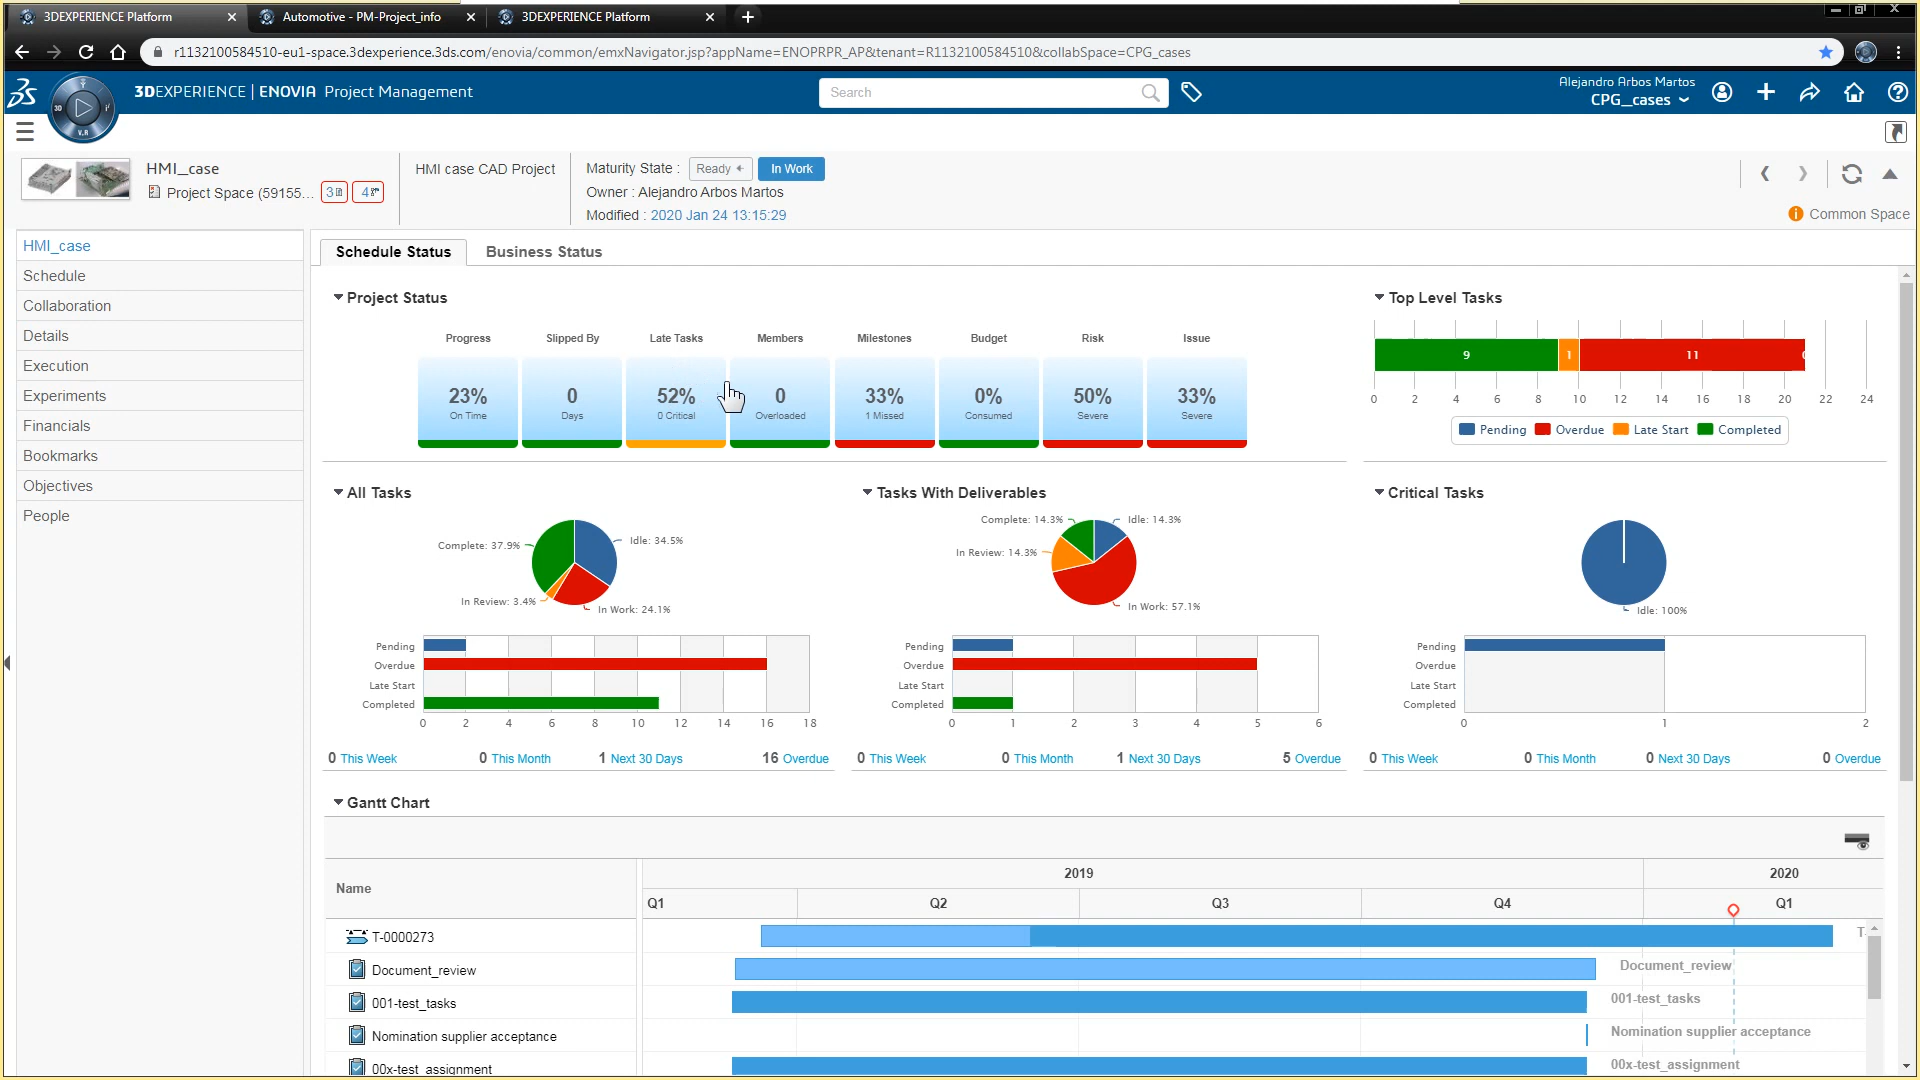 3DEXPERIENCE Platform
Automotive - PM-Project_info
3DEXPERIENCE Platform
r1132100584510-eu1-space.3dexperience.3ds.com/enovia/common/emxNavigator.jsp?appName=ENOPRPR_AP&tenant=R1132100584510&collabSpace=CPG_cases
3DEXPERIENCE | ENOVIA Project Management
Search
Alejandro Arbos Martos
CPG_cases
3D
V.R
HMI_case
Project Space (59155...
3
4
HMI case CAD Project
Maturity State :
Ready
In Work
Owner : Alejandro Arbos Martos
Modified : 2020 Jan 24 13:15:29
Common Space
HMI_case
Schedule
Collaboration
Details
Execution
Experiments
Financials
Bookmarks
Objectives
People
Schedule Status
Business Status
Project Status
Progress Slipped By Late Tasks Members Milestones Budget Risk Issue
23% 0 52% 0 33% 0% 50% 33%
On Time Days 0 Critical Overloaded 1 Missed Consumed Severe Severe
Top Level Tasks
9 1 11
0 2 4 6 8 10 12 14 16 18 20 22 24
Pending Overdue Late Start Completed
All Tasks
Complete: 37.9%
Idle: 34.5%
In Review: 3.4%
In Work: 24.1%
Pending
Overdue
Late Start
Completed
0 2 4 6 8 10 12 14 16 18
0 This Week 0 This Month 1 Next 30 Days 16 Overdue
Tasks With Deliverables
Complete: 14.3%
Idle: 14.3%
In Review: 14.3%
In Work: 57.1%
Pending
Overdue
Late Start
Completed
0 1 2 3 4 5 6
0 This Week 0 This Month 1 Next 30 Days 5 Overdue
Critical Tasks
Idle: 100%
Pending
Overdue
Late Start
Completed
0 1 2
0 This Week 0 This Month 0 Next 30 Days 0 Overdue
Gantt Chart
Name
2019 2020
Q1 Q2 Q3 Q4 Q1
T-0000273
T-
Document_review
Document_review
001-test_tasks
001-test_tasks
Nomination supplier acceptance
Nomination supplier acceptance
00x-test_assignment
00x-test_assignment